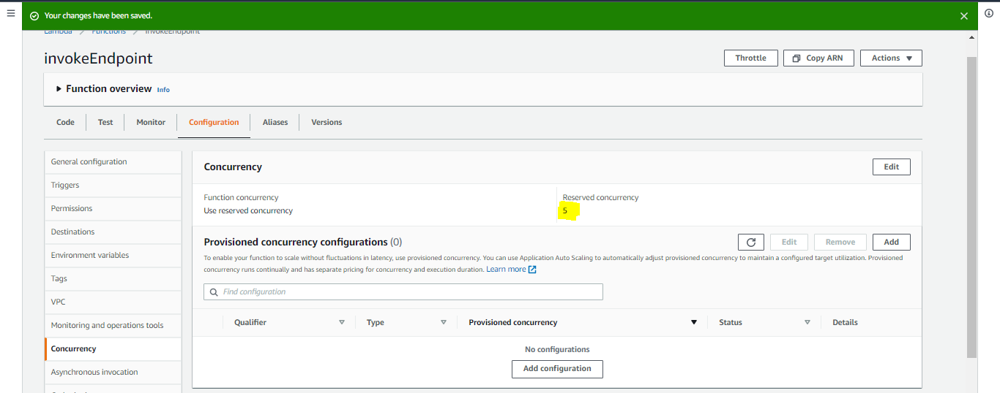 Your changes have been saved.
Lambda Functions invokeEndpoint
invokeEndpoint
Throttle
Copy ARN
Actions
Function overview Info
Code
Test
Monitor
Configuration
Aliases
Versions
General configuration
Triggers
Permissions
Destinations
Environment variables
Tags
VPC
Monitoring and operations tools
Concurrency
Asynchronous invocation
Concurrency
Edit
Function concurrency
Use reserved concurrency
Reserved concurrency
5
Provisioned concurrency configurations (0)
Edit
Remove
Add
To enable your function to scale without fluctuations in latency, use provisioned concurrency. You can use Application Auto Scaling to automatically adjust provisioned concurrency to maintain a configured target utilization. Provisioned
concurrency runs continually and has separate pricing for concurrency and execution duration. Learn more
Find configuration
Qualifier
Type
Provisioned concurrency
Status
Details
No configurations
Add configuration